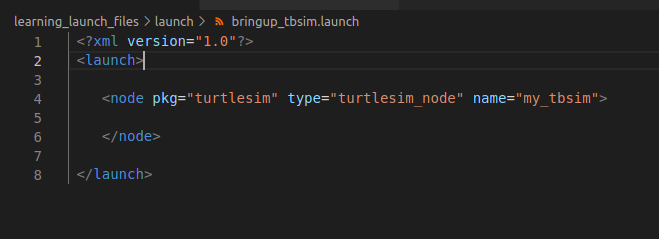 learning_launch_files > launch > bringup_tbsim.launch
1 <?xml version="1.0"?>
2 <launch>
3
4 <node pkg="turtlesim" type="turtlesim_node" name="my_tbsim">
5
6 </node>
7
8 </launch>